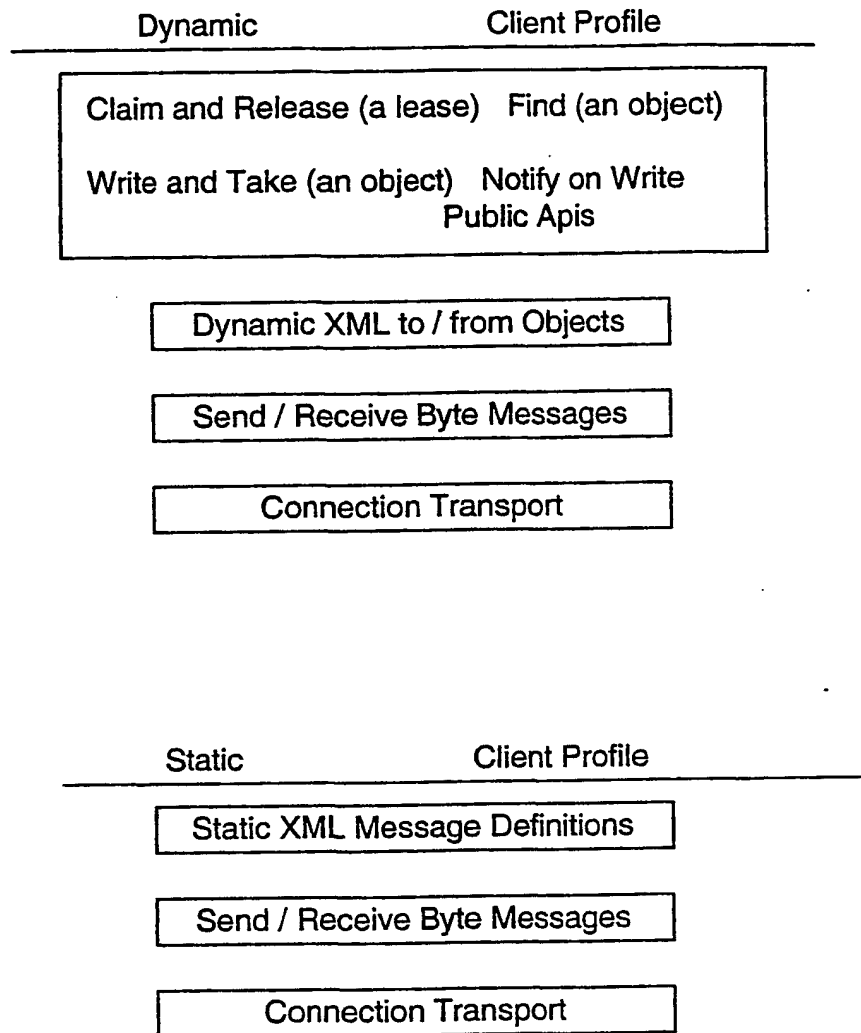 Dynamic Client Profile
Claim and Release (a lease) Find (an object)
Write and Take (an object) Notify on Write
Public Apis
Dynamic XML to / from Objects
Send / Receive Byte Messages
Connection Transport
Static Client Profile
Static XML Message Definitions
Send / Receive Byte Messages
Connection Transport